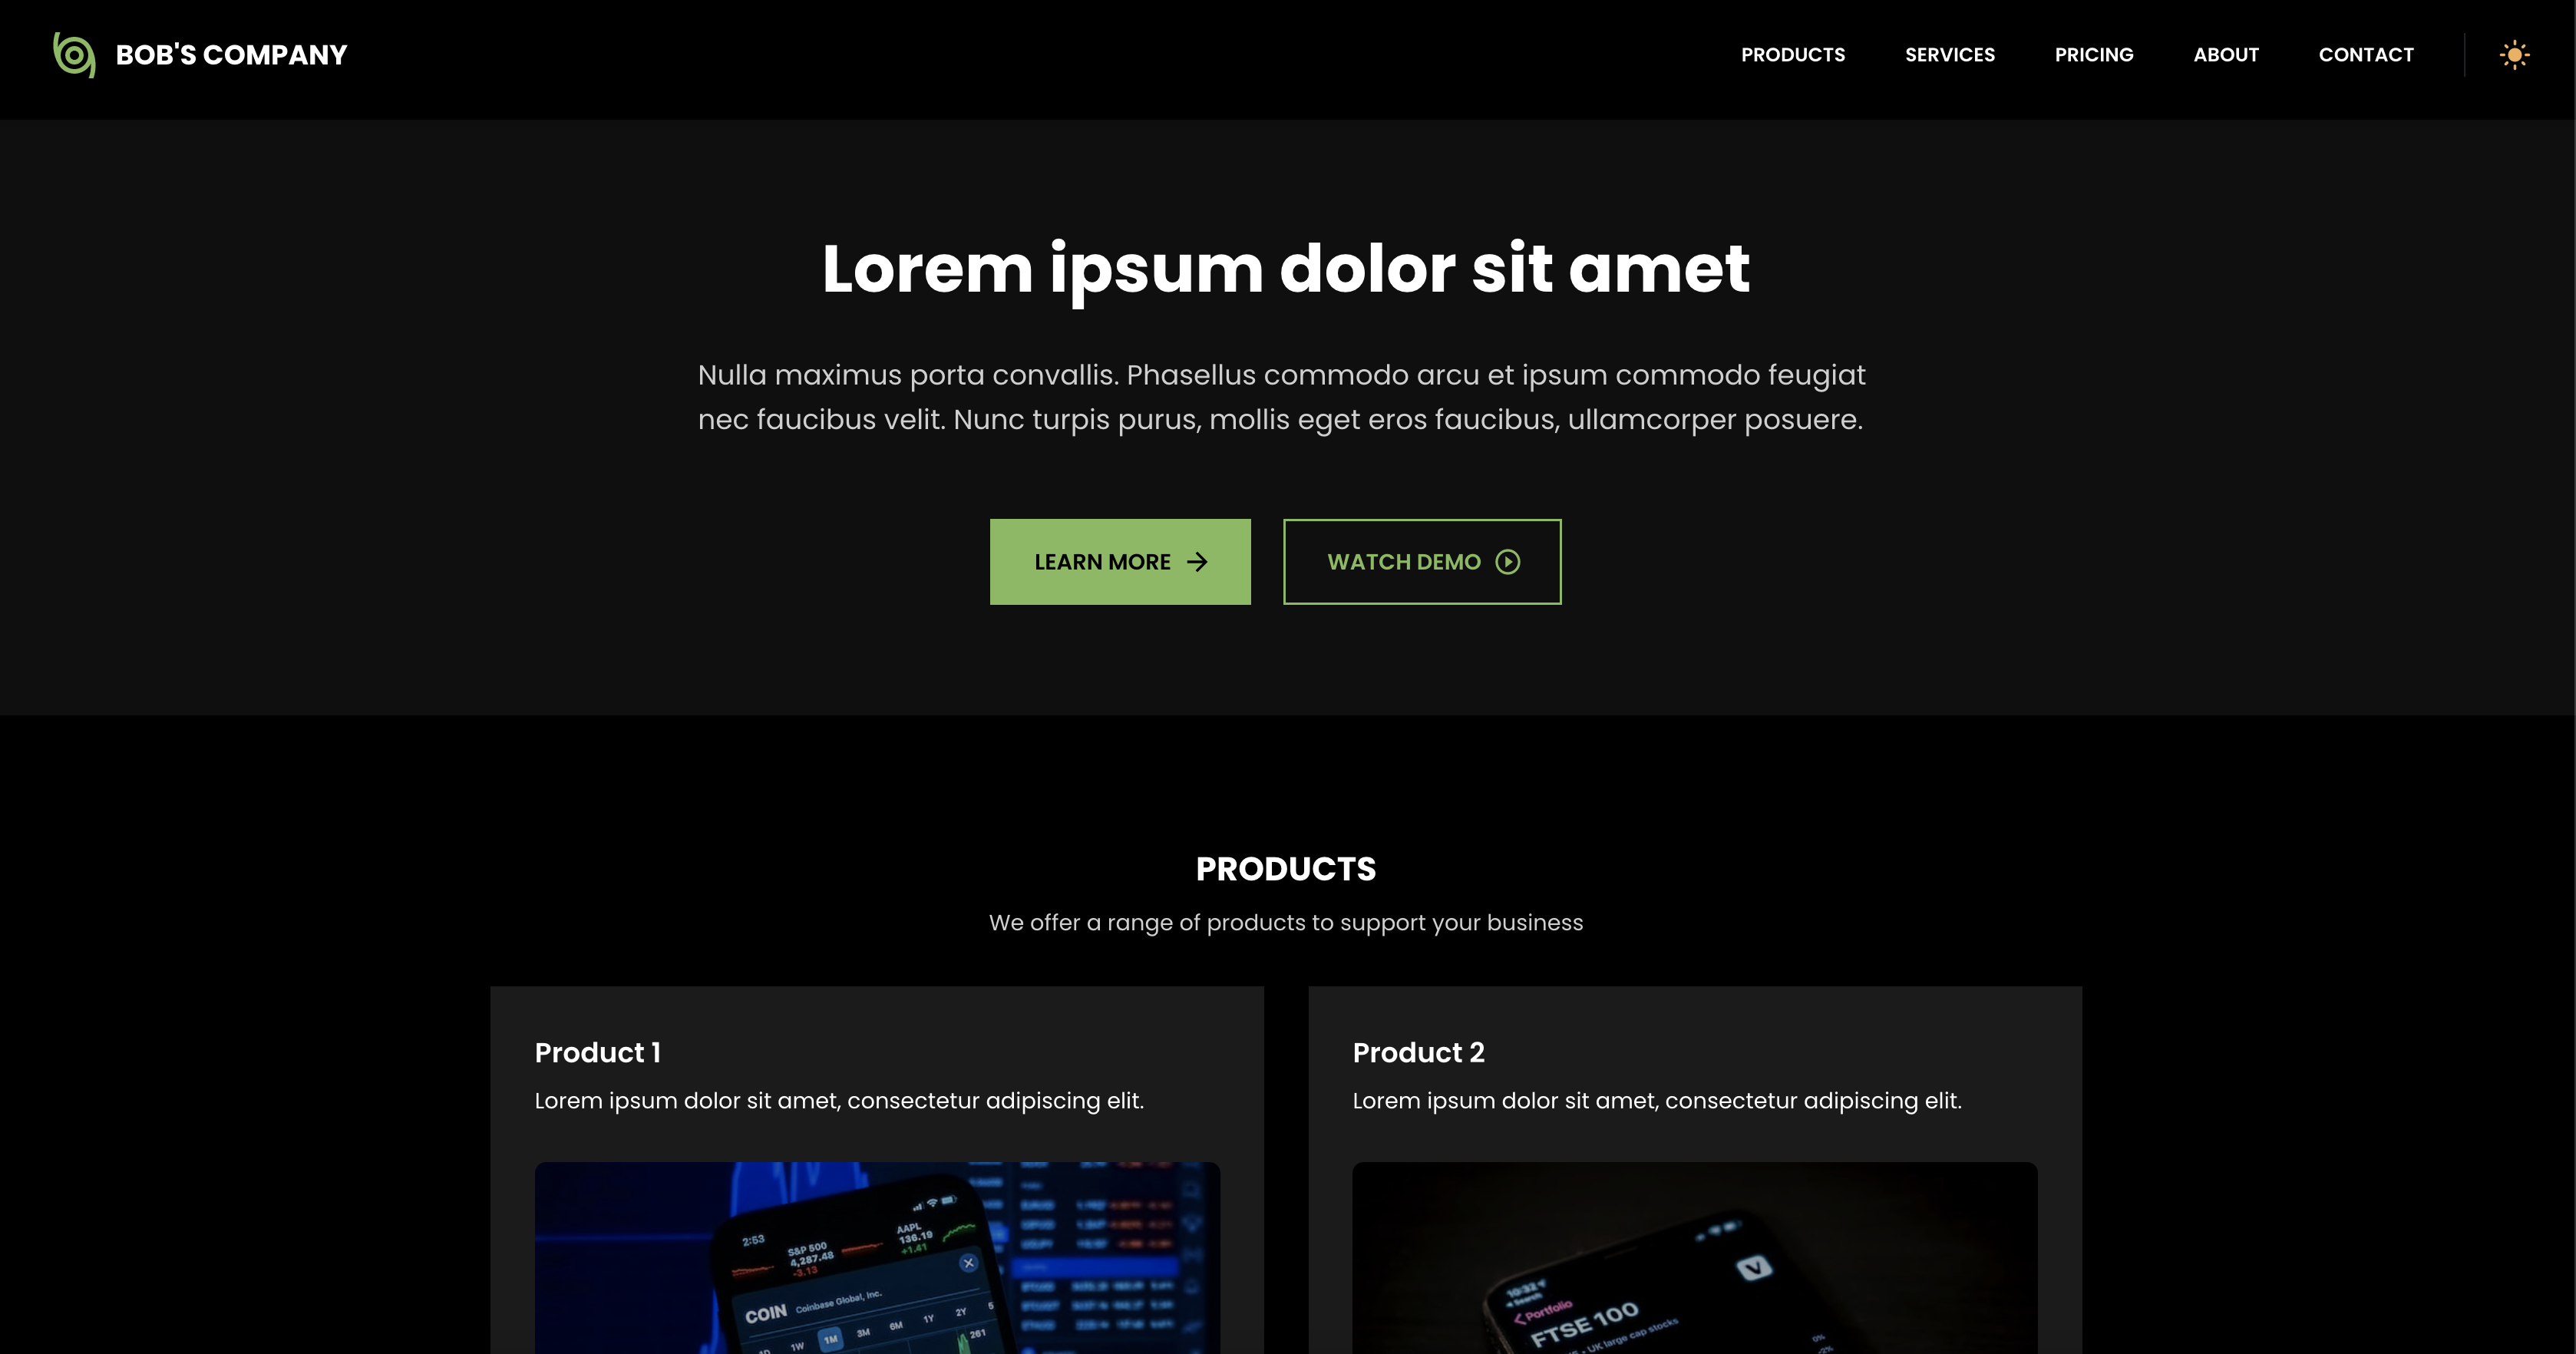 BOB'S COMPANY
PRODUCTS SERVICES PRICING ABOUT CONTACT
Lorem ipsum dolor sit amet
Nulla maximus porta convallis. Phasellus commodo arcu et ipsum commodo feugiat
nec faucibus velit. Nunc turpis purus, mollis eget eros faucibus, ullamcorper posuere.
LEARN MORE
WATCH DEMO
PRODUCTS
We offer a range of products to support your business
Product 1
Lorem ipsum dolor sit amet, consectetur adipiscing elit.
2:53
S&P 500
4,287.48
-3.13
AAPL
136.19
+1.41
COIN Coinbase Global, Inc.
1W 1M 3M 6M 1Y 2Y
261
Product 2
Lorem ipsum dolor sit amet, consectetur adipiscing elit.
10:32
Search
Portfolio
V
FTSE 100
UK large cap stocks
0%